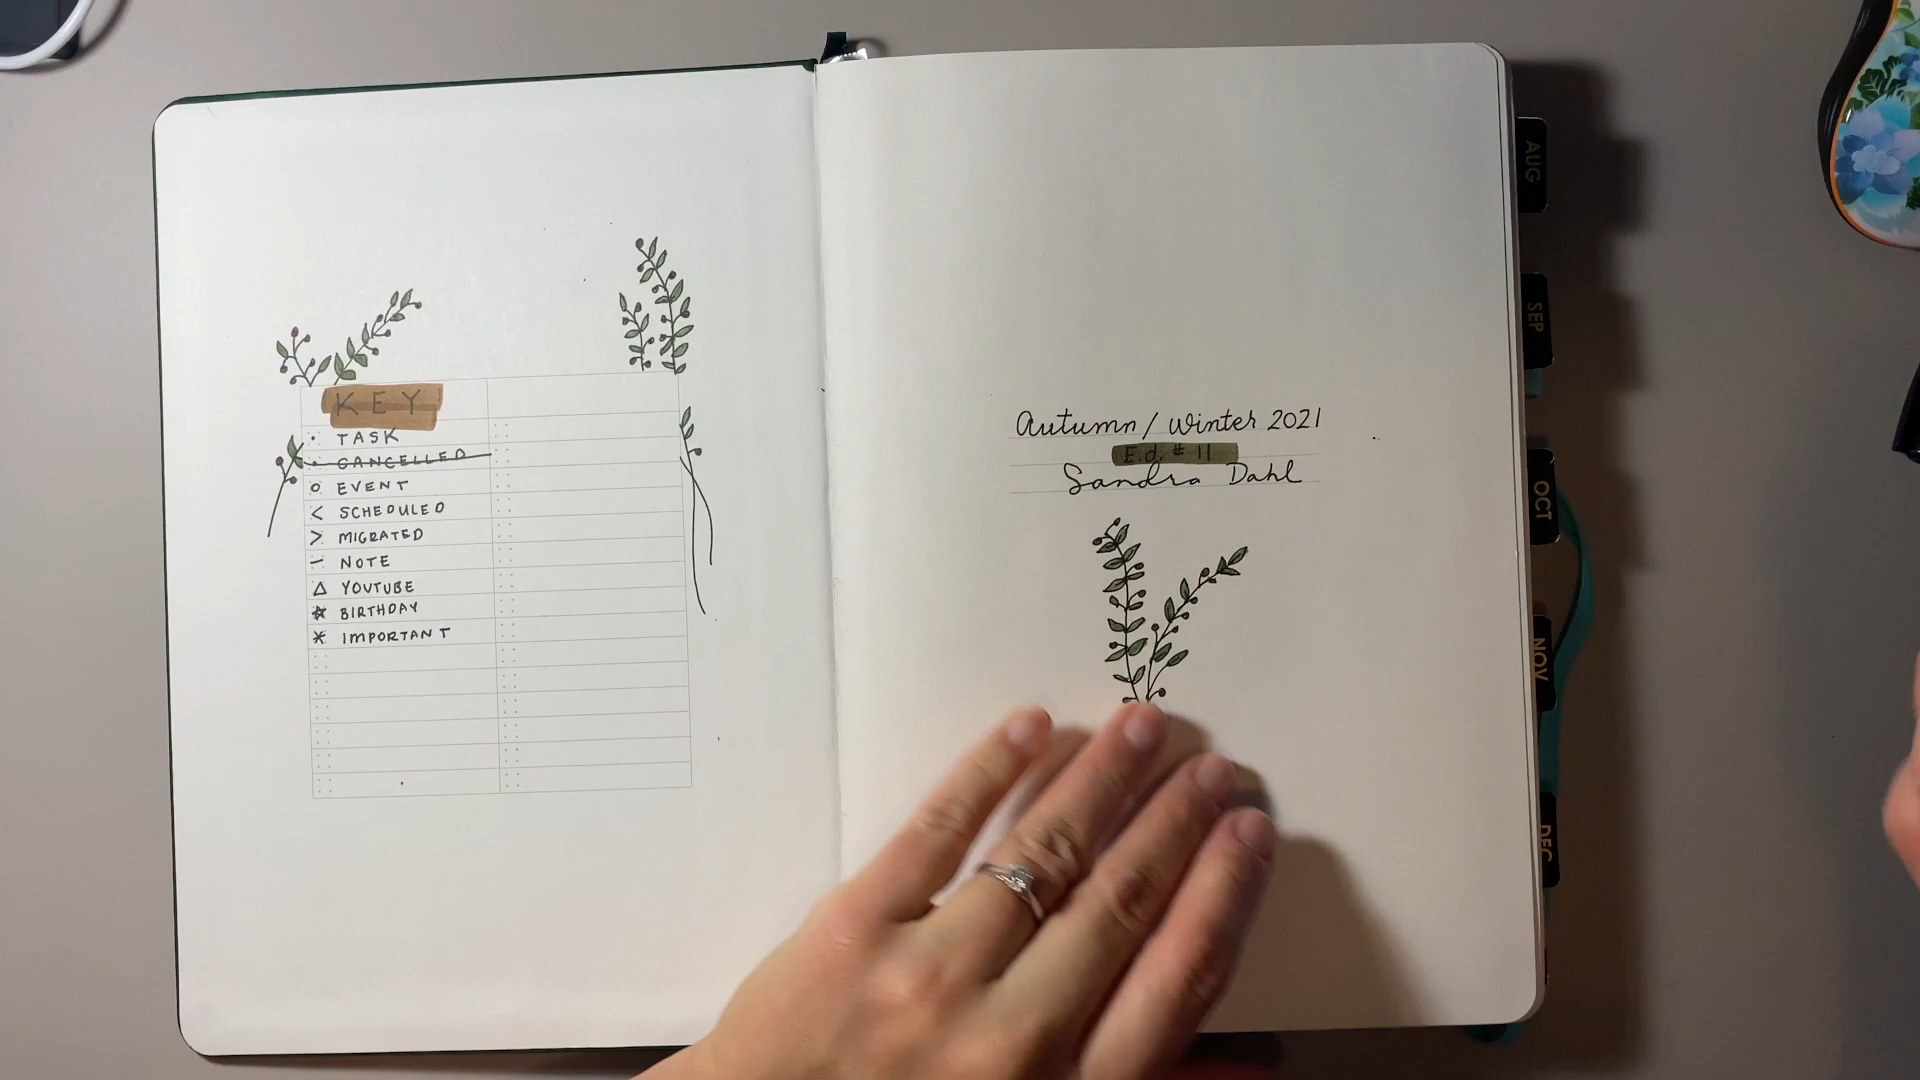 KEY
• TASK
• CANCELLED
o EVENT
< SCHEDULED
> MIGRATED
– NOTE
△ YOUTUBE
☆ BIRTHDAY
* IMPORTANT
Autumn / Winter 2021
E.d. # 11
Sandra Dahl
AUG
SEP
OCT
NOV
DEC